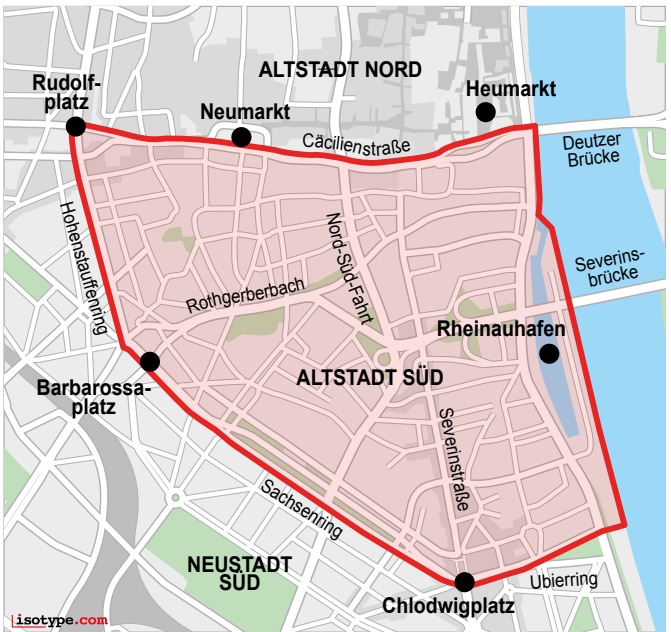 ALTSTADT NORD
Rudolf-
platz
Neumarkt
Heumarkt
Cäcilienstraße
Deutzer
Brücke
Hohenstauffenring
Nord-Süd-Fahrt
Severins-
brücke
Rothgerberbach
Rheinauhafen
ALTSTADT SÜD
Barbarossa-
platz
Severinstraße
Sachsenring
NEUSTADT
SÜD
Ubierring
Chlodwigplatz
isotype.com